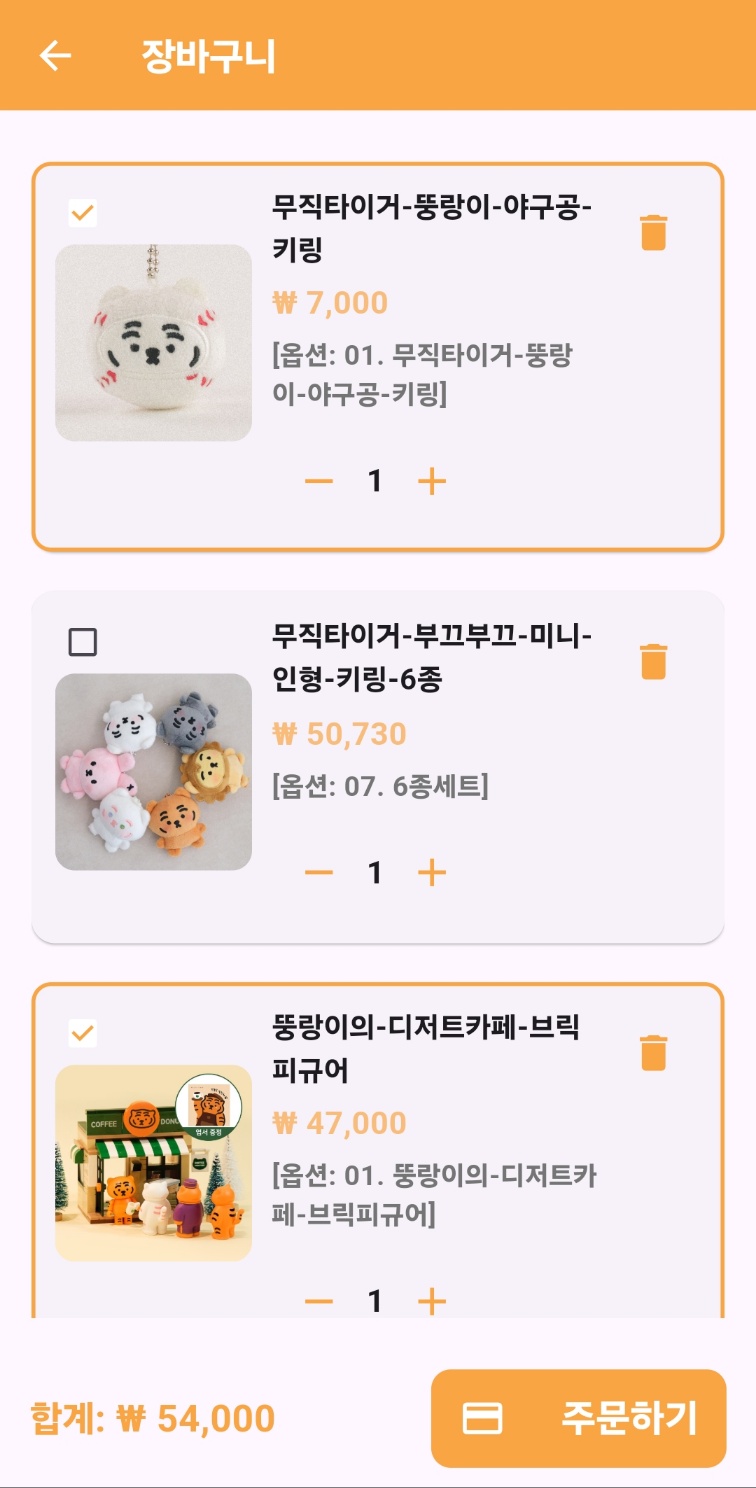 장바구니
무직타이거-뚱랑이-야구공-
키링
₩ 7,000
[옵션: 01. 무직타이거-뚱랑
이-야구공-키링]
1
무직타이거-부끄부끄-미니-
인형-키링-6종
₩ 50,730
[옵션: 07. 6종세트]
1
뚱랑이의-디저트카페-브릭
피규어
₩ 47,000
COFFEE
DONU
엽서 증정
[옵션: 01. 뚱랑이의-디저트카
페-브릭피규어]
1
합계: ₩ 54,000
주문하기